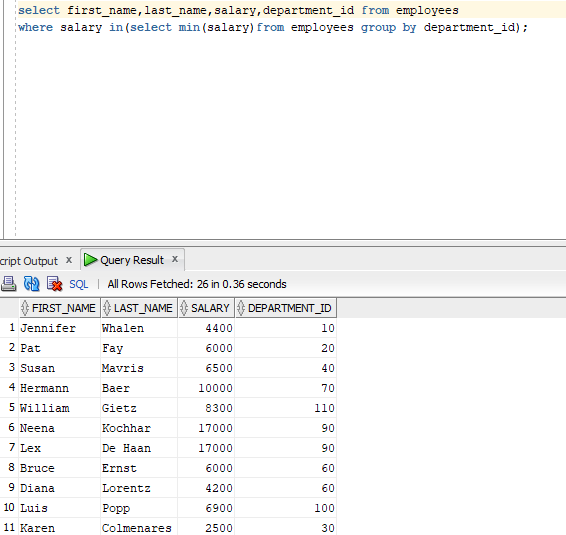 select first_name,last_name,salary,department_id from employees
where salary in(select min(salary)from employees group by department_id);
cript Output x Query Result x
SQL | All Rows Fetched: 26 in 0.36 seconds
FIRST_NAME LAST_NAME SALARY DEPARTMENT_ID
1 Jennifer Whalen 4400 10
2 Pat Fay 6000 20
3 Susan Mavris 6500 40
4 Hermann Baer 10000 70
5 William Gietz 8300 110
6 Neena Kochhar 17000 90
7 Lex De Haan 17000 90
8 Bruce Ernst 6000 60
9 Diana Lorentz 4200 60
10 Luis Popp 6900 100
11 Karen Colmenares 2500 30